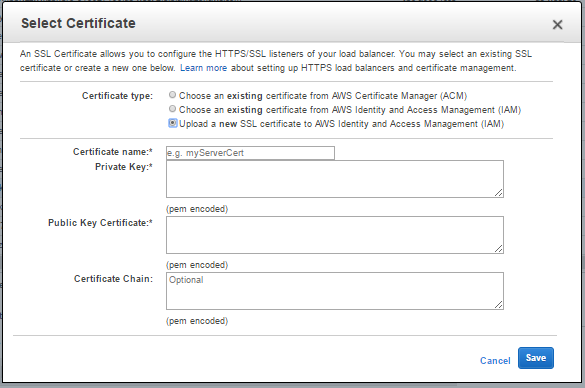 Select Certificate
×
An SSL Certificate allows you to configure the HTTPS/SSL listeners of your load balancer. You may select an existing SSL
certificate or create a new one below. Learn more about setting up HTTPS load balancers and certificate management.
Certificate type:
Choose an existing certificate from AWS Certificate Manager (ACM)
Choose an existing certificate from AWS Identity and Access Management (IAM)
Upload a new SSL certificate to AWS Identity and Access Management (IAM)
Certificate name:* e.g. myServerCert
Private Key:*
(pem encoded)
Public Key Certificate:*
(pem encoded)
Certificate Chain: Optional
(pem encoded)
Cancel Save